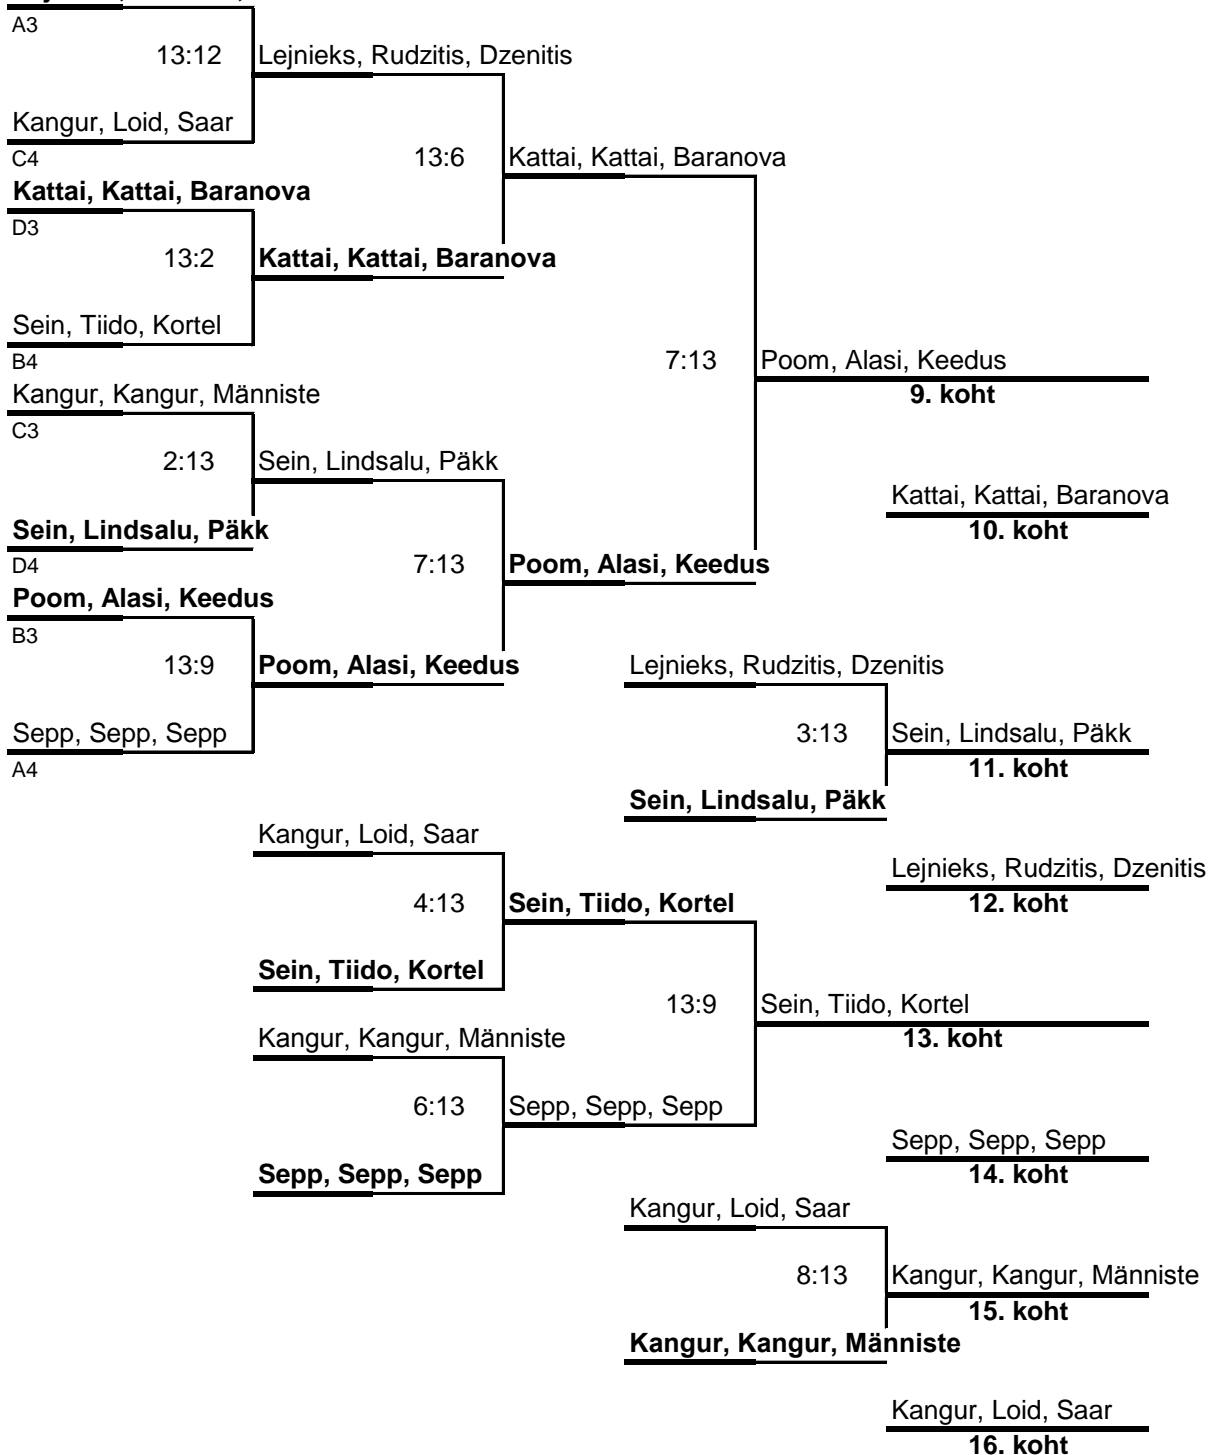 A3
13:12 Lejnieks, Rudzitis, Dzenitis
Kangur, Loid, Saar
C4 13:6 Kattai, Kattai, Baranova
Kattai, Kattai, Baranova
D3
13:2 Kattai, Kattai, Baranova
Sein, Tiido, Kortel
B4 7:13 Poom, Alasi, Keedus
Kangur, Kangur, Männiste 9. koht
C3
2:13 Sein, Lindsalu, Päkk
Kattai, Kattai, Baranova
Sein, Lindsalu, Päkk 10. koht
D4 7:13 Poom, Alasi, Keedus
Poom, Alasi, Keedus
B3
13:9 Poom, Alasi, Keedus Lejnieks, Rudzitis, Dzenitis
Sepp, Sepp, Sepp 3:13 Sein, Lindsalu, Päkk
A4 11. koht
Sein, Lindsalu, Päkk
Kangur, Loid, Saar
Lejnieks, Rudzitis, Dzenitis
4:13 Sein, Tiido, Kortel 12. koht
Sein, Tiido, Kortel
13:9 Sein, Tiido, Kortel
Kangur, Kangur, Männiste 13. koht
6:13 Sepp, Sepp, Sepp
Sepp, Sepp, Sepp
Sepp, Sepp, Sepp 14. koht
Kangur, Loid, Saar
8:13 Kangur, Kangur, Männiste
15. koht
Kangur, Kangur, Männiste
Kangur, Loid, Saar
16. koht